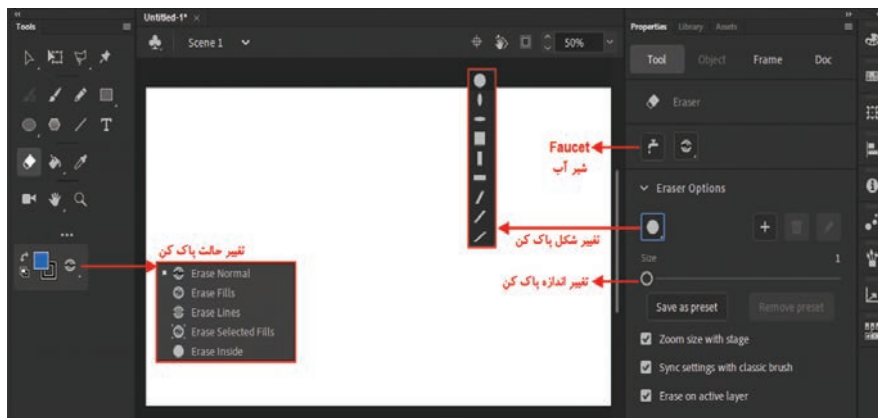 Tools
Untitled-1* ×
Scene 1
50%
Properties Library Assets
Tool Object Frame Doc
Eraser
Faucet
شیر آب
Eraser Options
تغییر شکل پاک کن
Size 1
تغییر اندازه پاک کن
Save as preset Remove preset
Zoom size with stage
Sync settings with classic brush
Erase on active layer
تغییر حالت پاک کن
Erase Normal
Erase Fills
Erase Lines
Erase Selected Fills
Erase Inside